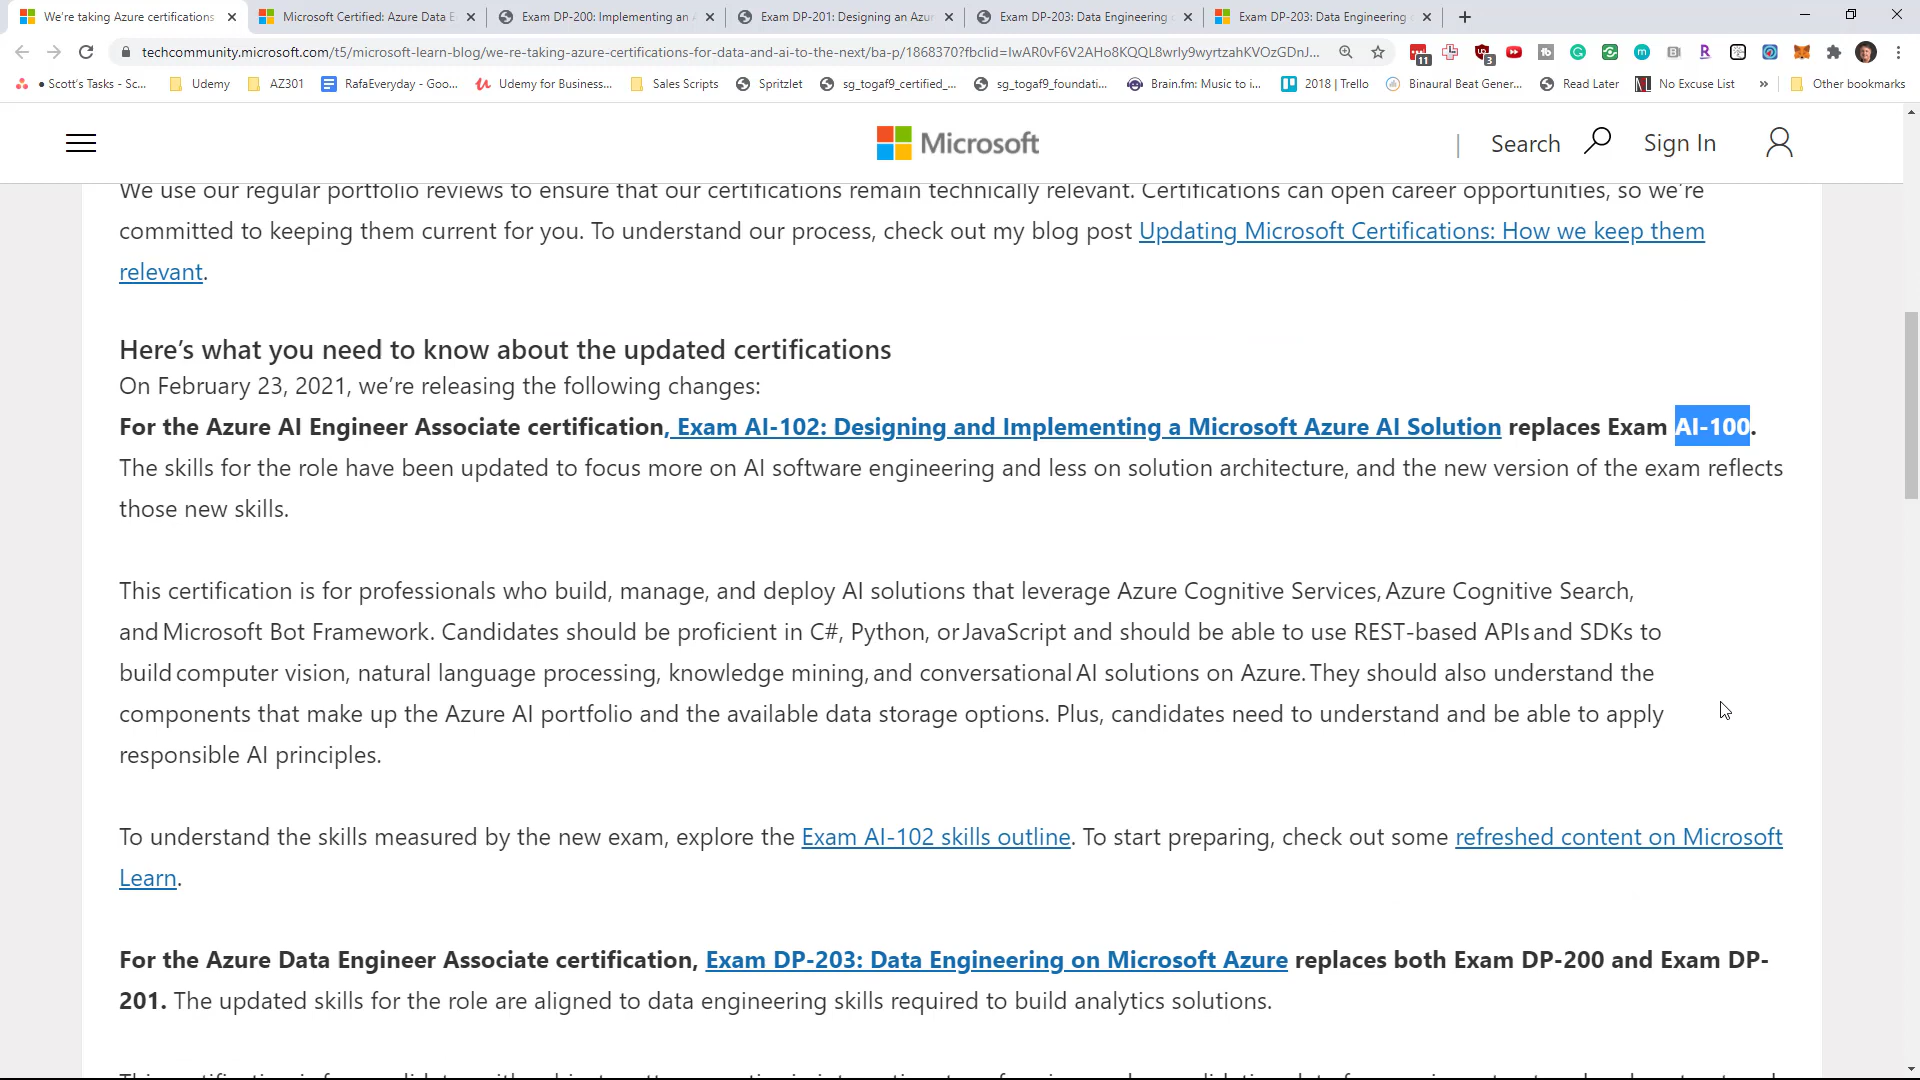 We're taking Azure certifications
Microsoft Certified: Azure Data E
Exam DP-200: Implementing an
Exam DP-201: Designing an Azur
Exam DP-203: Data Engineering
Exam DP-203: Data Engineering
techcommunity.microsoft.com/t5/microsoft-learn-blog/we-re-taking-azure-certifications-for-data-and-ai-to-the-next/ba-p/1868370?fbclid=IwAR0vF6V2AHo8KQQL8wrly9wyrtzahKVOzGDnJ...
11
3
• Scott's Tasks - Sc...
Udemy
AZ301
RafaEveryday - Goo...
Udemy for Business...
Sales Scripts
Spritzlet
sg_togaf9_certified_...
sg_togaf9_foundati...
Brain.fm: Music to i...
2018 | Trello
Binaural Beat Gener...
Read Later
No Excuse List
»
Other bookmarks
Microsoft
| Search
Sign In
We use our regular portfolio reviews to ensure that our certifications remain technically relevant. Certifications can open career opportunities, so we're
committed to keeping them current for you. To understand our process, check out my blog post Updating Microsoft Certifications: How we keep them
relevant.
Here's what you need to know about the updated certifications
On February 23, 2021, we're releasing the following changes:
For the Azure AI Engineer Associate certification, Exam AI-102: Designing and Implementing a Microsoft Azure AI Solution replaces Exam AI-100.
The skills for the role have been updated to focus more on AI software engineering and less on solution architecture, and the new version of the exam reflects
those new skills.
This certification is for professionals who build, manage, and deploy AI solutions that leverage Azure Cognitive Services, Azure Cognitive Search,
and Microsoft Bot Framework. Candidates should be proficient in C#, Python, or JavaScript and should be able to use REST-based APIs and SDKs to
build computer vision, natural language processing, knowledge mining, and conversational AI solutions on Azure. They should also understand the
components that make up the Azure AI portfolio and the available data storage options. Plus, candidates need to understand and be able to apply
responsible AI principles.
To understand the skills measured by the new exam, explore the Exam AI-102 skills outline. To start preparing, check out some refreshed content on Microsoft
Learn.
For the Azure Data Engineer Associate certification, Exam DP-203: Data Engineering on Microsoft Azure replaces both Exam DP-200 and Exam DP-
201. The updated skills for the role are aligned to data engineering skills required to build analytics solutions.